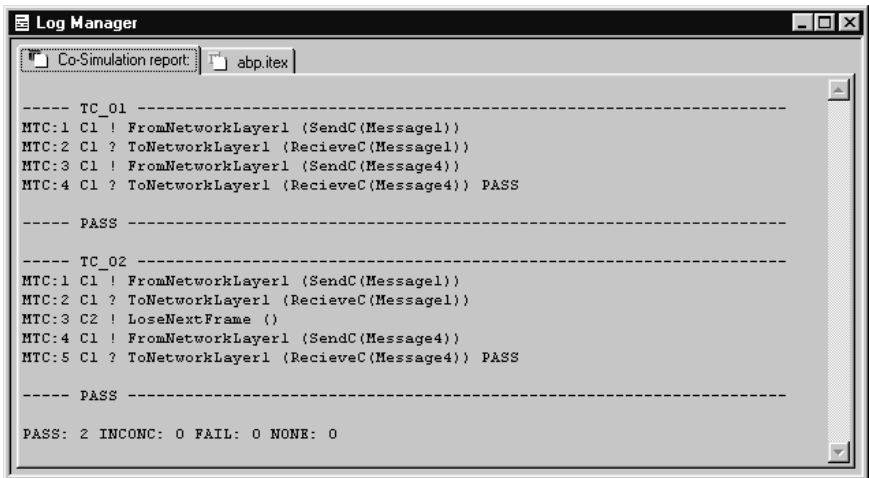 Log Manager
Co-Simulation report: abp.itex
----- TC_01 -----------------------------------------------------------------
MTC:1 C1 ! FromNetworkLayer1 (SendC(Message1))
MTC:2 C1 ? ToNetworkLayer1 (RecieveC(Message1))
MTC:3 C1 ! FromNetworkLayer1 (SendC(Message4))
MTC:4 C1 ? ToNetworkLayer1 (RecieveC(Message4)) PASS
----- PASS ------------------------------------------------------------------
----- TC_02 -----------------------------------------------------------------
MTC:1 C1 ! FromNetworkLayer1 (SendC(Message1))
MTC:2 C1 ? ToNetworkLayer1 (RecieveC(Message1))
MTC:3 C2 ! LoseNextFrame ()
MTC:4 C1 ! FromNetworkLayer1 (SendC(Message4))
MTC:5 C1 ? ToNetworkLayer1 (RecieveC(Message4)) PASS
----- PASS ------------------------------------------------------------------
PASS: 2 INCONC: 0 FAIL: 0 NONE: 0